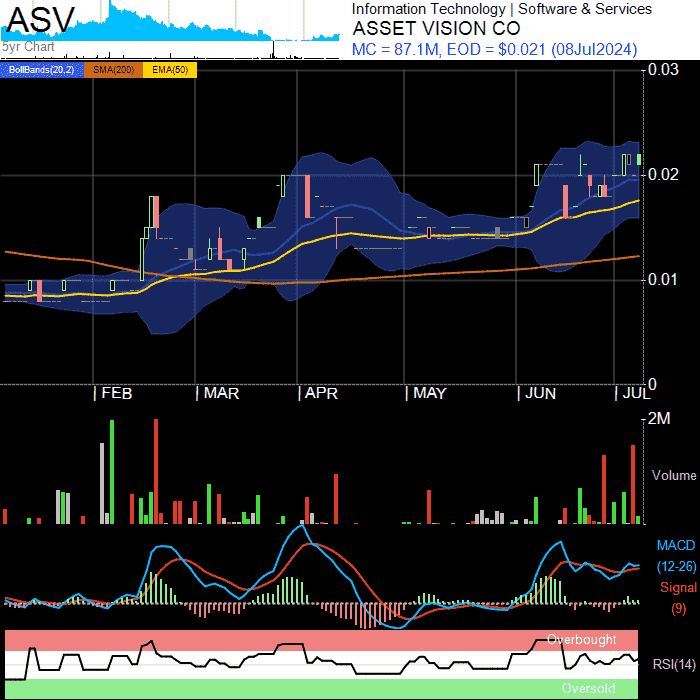 ASV
5yr Chart
Information Technology | Software & Services
ASSET VISION CO
MC = 87.1M, EOD = $0.021 (08Jul2024)
BollBands(20,2) SMA(200) EMA(50)
0.03
0.02
0.01
0
| FEB | MAR | APR | MAY | JUN | JUL
2M
Volume
MACD
(12-26)
Signal
(9)
Overbought
RSI(14)
Oversold